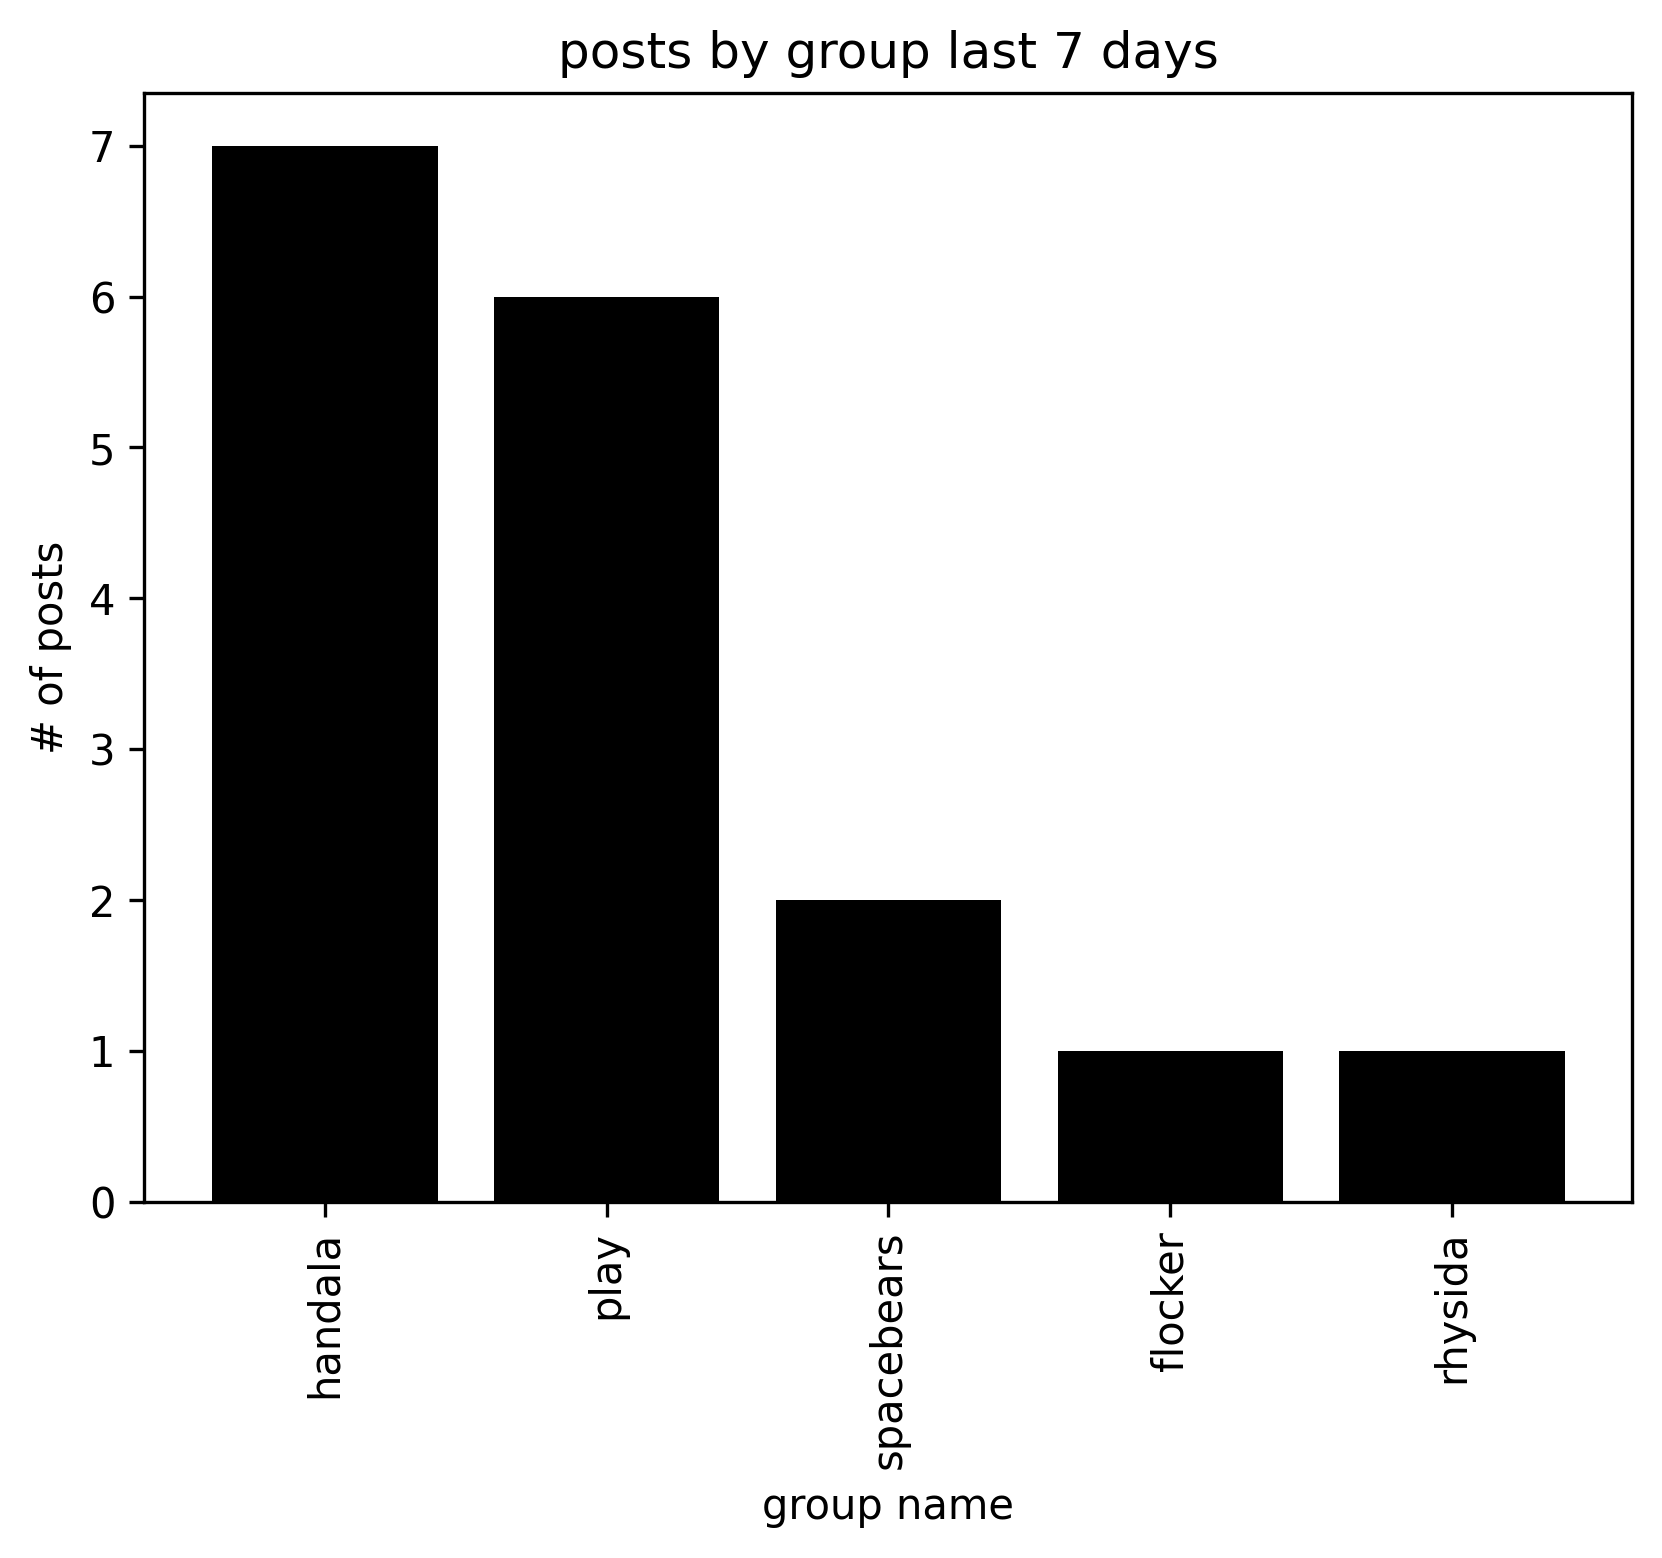 posts by group last 7 days
# of posts
7
6
5
4
3
2
1
0
handala
play
spacebears
flocker
rhysida
group name